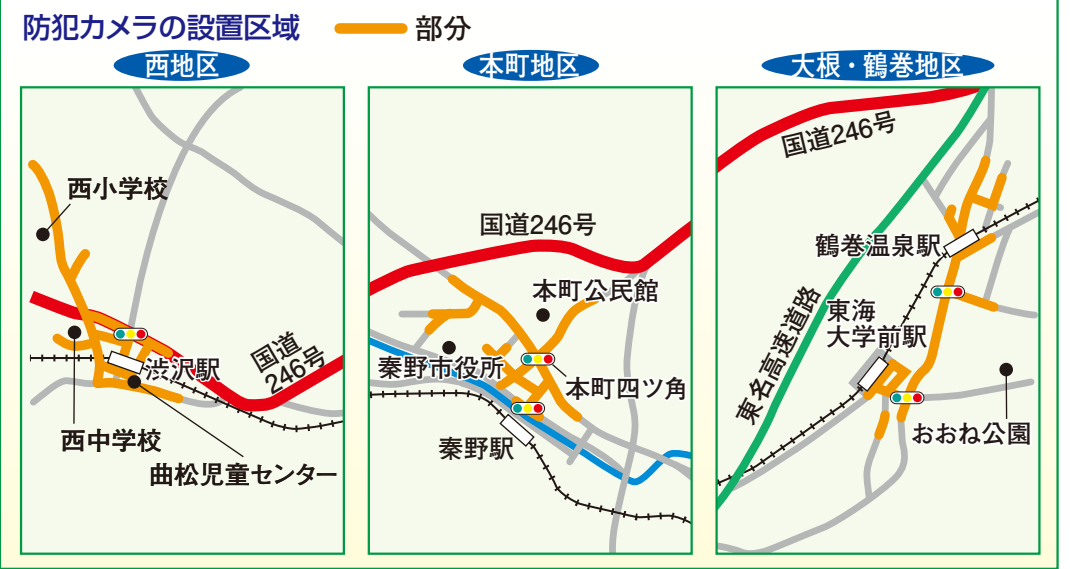 防犯カメラの設置区域
部分
西地区
西小学校
国道
246号
渋沢駅
西中学校
曲松児童センター
本町地区
国道246号
本町公民館
秦野市役所
本町四ツ角
秦野駅
大根・鶴巻地区
国道246号
鶴巻温泉駅
東海
大学前駅
東名高速道路
おおね公園